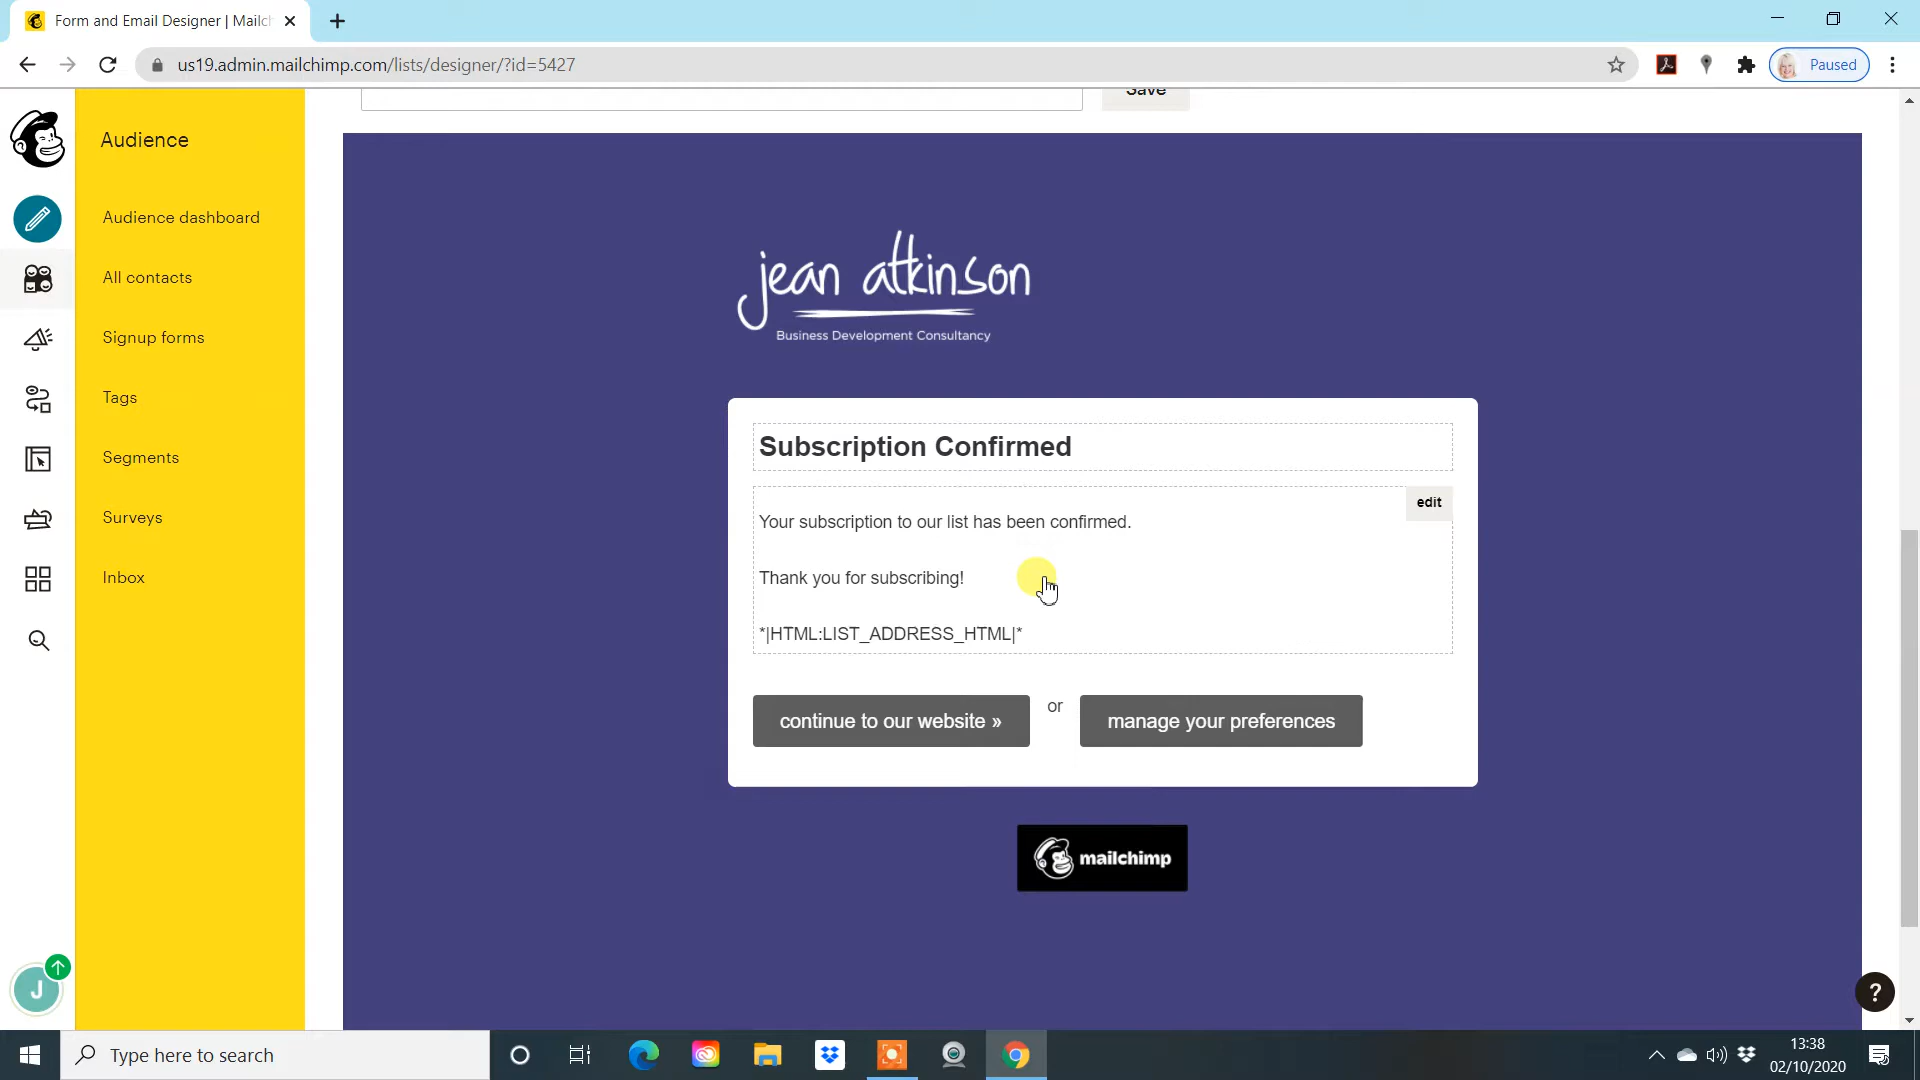 Form and Email Designer | Mailch
us19.admin.mailchimp.com/lists/designer/?id=5427
Paused
Save
Audience
Audience dashboard
All contacts
Signup forms
Tags
Segments
Surveys
Inbox
J
jean atkinson
Business Development Consultancy
Subscription Confirmed
edit
Your subscription to our list has been confirmed.
Thank you for subscribing!
*|HTML:LIST_ADDRESS_HTML|*
continue to our website »
or
manage your preferences
mailchimp
?
Type here to search
13:38
02/10/2020